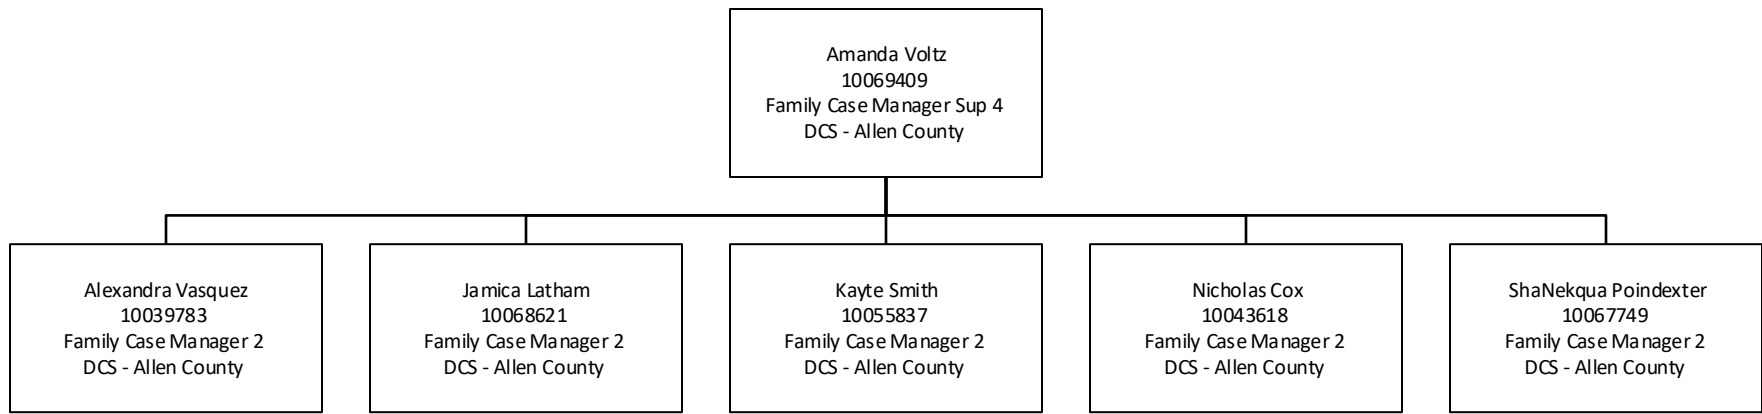 Amanda Voltz
10069409
Family Case Manager Sup 4
DCS - Allen County
Alexandra Vasquez
10039783
Family Case Manager 2
DCS - Allen County
Jamica Latham
10068621
Family Case Manager 2
DCS - Allen County
Kayte Smith
10055837
Family Case Manager 2
DCS - Allen County
Nicholas Cox
10043618
Family Case Manager 2
DCS - Allen County
ShaNekqua Poindexter
10067749
Family Case Manager 2
DCS - Allen County